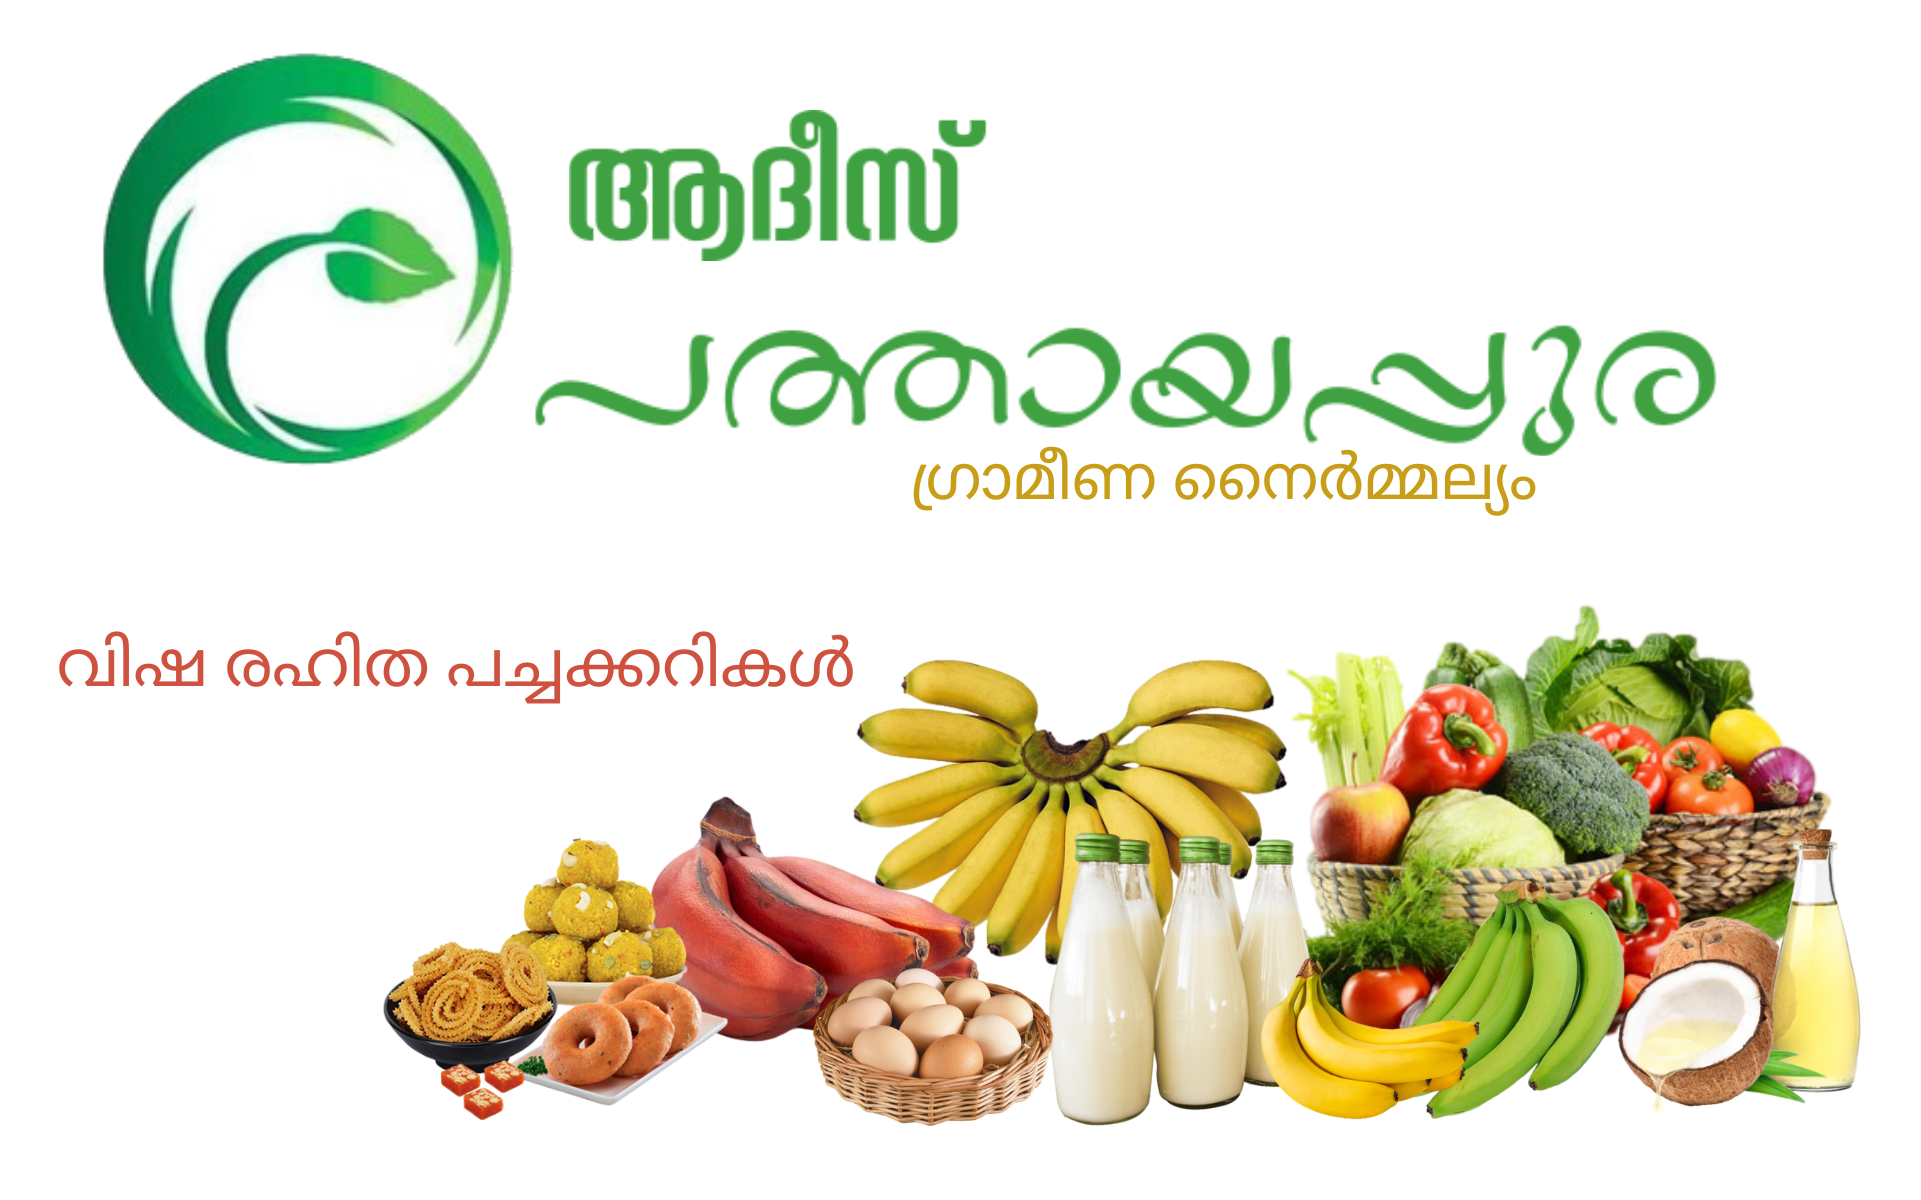 ആദീസ്
പത്തായപ്പുര
ഗ്രാമീണ നൈർമ്മല്യം
വിഷ രഹിത പച്ചക്കറികൾ